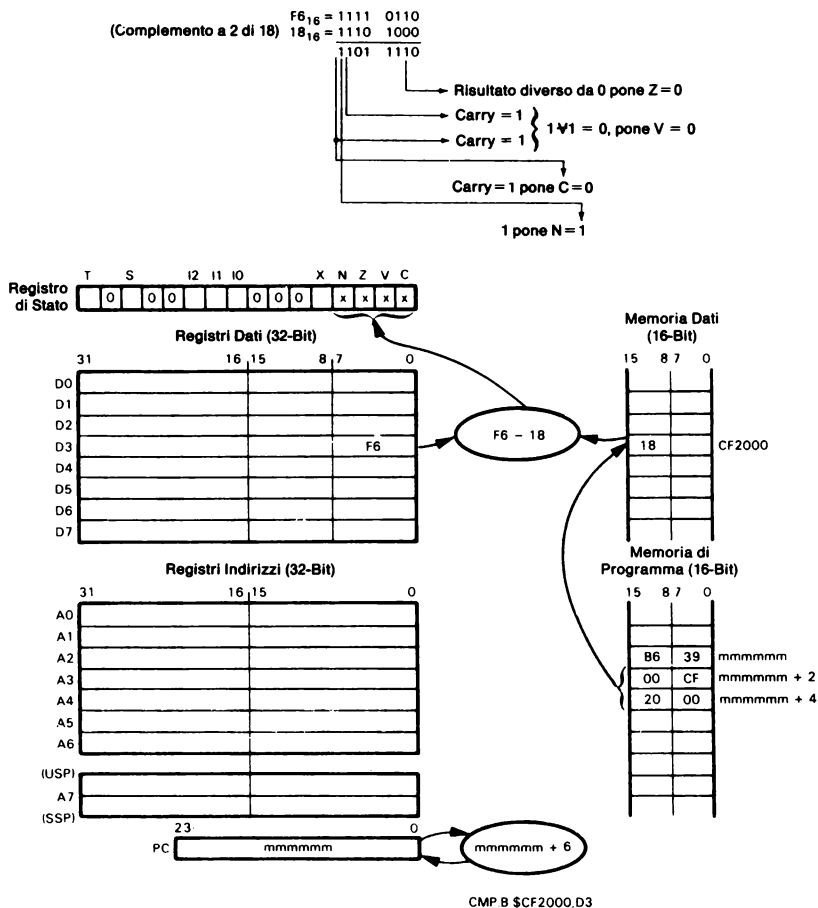 F6₁₆ = 1111 0110
(Complemento a 2 di 18) 18₁₆ = 1110 1000
1101 1110
Risultato diverso da 0 pone Z = 0
Carry = 1
Carry = 1
1 ⊻ 1 = 0, pone V = 0
Carry = 1 pone C = 0
1 pone N = 1
T S I2 I1 I0 X N Z V C
Registro di Stato
0 0 0 0 0 0 x x x x
Registri Dati (32-Bit)
31 16 15 8 7 0
D0
D1
D2
D3 F6
D4
D5
D6
D7
F6 − 18
Memoria Dati
(16-Bit)
15 8 7 0
18 CF2000
Memoria di
Programma (16-Bit)
15 8 7 0
B6 39 mmmmmm
00 CF mmmmmm + 2
20 00 mmmmmm + 4
Registri Indirizzi (32-Bit)
31 16 15 0
A0
A1
A2
A3
A4
A5
A6
(USP)
A7
(SSP)
23 0
PC mmmmmm
mmmmmm + 6
CMP.B $CF2000,D3